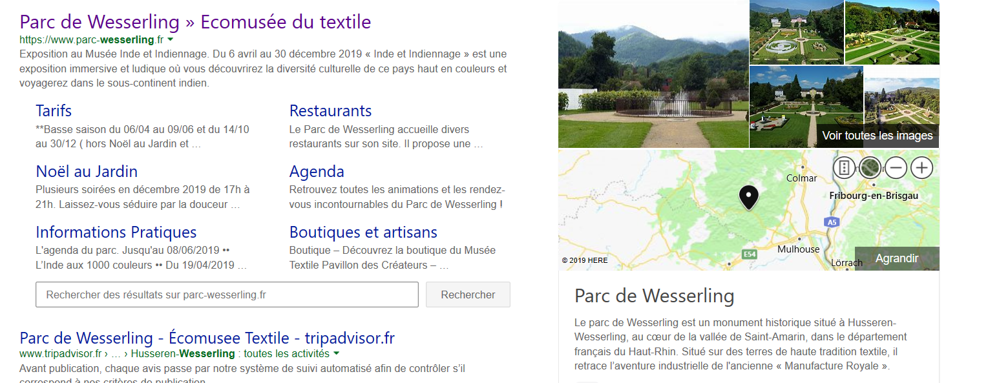 Parc de Wesserling » Ecomusée du textile
https://www.parc-wesserling.fr
Exposition au Musée Inde et Indiennage. Du 6 avril au 30 décembre 2019 « Inde et Indiennage » est une
exposition immersive et ludique où vous découvrirez la diversité culturelle de ce pays haut en couleurs et
voyagerez dans le sous-continent indien.
Tarifs
**Basse saison du 06/04 au 09/06 et du 14/10
au 30/12 ( hors Noël au Jardin et …
Restaurants
Le Parc de Wesserling accueille divers
restaurants sur son site. Il propose une …
Noël au Jardin
Plusieurs soirées en décembre 2019 de 17h à
21h. Laissez-vous séduire par la douceur …
Agenda
Retrouvez toutes les animations et les rendez-
vous incontournables du Parc de Wesserling !
Informations Pratiques
L'agenda du parc. Jusqu'au 08/06/2019 ••
L’Inde aux 1000 couleurs •• Du 19/04/2019 …
Boutiques et artisans
Boutique – Découvrez la boutique du Musée
Textile Pavillon des Créateurs – …
Rechercher des résultats sur parc-wesserling.fr
Rechercher
Parc de Wesserling - Écomusee Textile - tripadvisor.fr
www.tripadvisor.fr › … › Husseren-Wesserling : toutes les activités
Avant publication, chaque avis passe par notre système de suivi automatisé afin de contrôler s’il
correspond à nos critères de publication
Voir toutes les images
Colmar
Fribourg-en-Brisgau
A5
Mulhouse
E54
Lörrach
© 2019 HERE
Agrandir
Parc de Wesserling
Le parc de Wesserling est un monument historique situé à Husseren-
Wesserling, au cœur de la vallée de Saint-Amarin, dans le département
français du Haut-Rhin. Situé sur des terres de haute tradition textile, il
retrace l’aventure industrielle de l'ancienne « Manufacture Royale ».